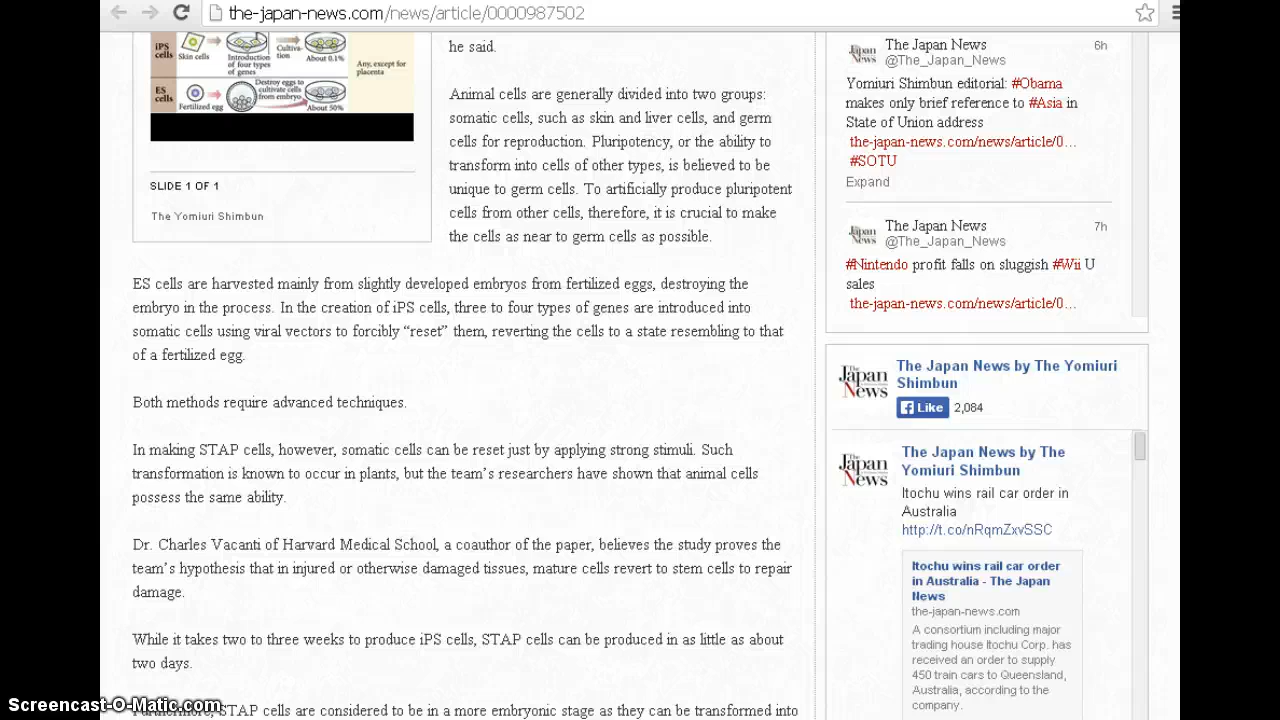 the-japan-news.com/news/article/0000987502
iPS cells
Skin cells
Introduction of four types of genes
Cultiva-tion
About 0.1%
Any, except for placenta
ES cells
Fertilized egg
Destroy eggs to cultivate cells from embryo
About 50%
SLIDE 1 OF 1
The Yomiuri Shimbun
he said.
Animal cells are generally divided into two groups:
somatic cells, such as skin and liver cells, and germ
cells for reproduction. Pluripotency, or the ability to
transform into cells of other types, is believed to be
unique to germ cells. To artificially produce pluripotent
cells from other cells, therefore, it is crucial to make
the cells as near to germ cells as possible.
ES cells are harvested mainly from slightly developed embryos from fertilized eggs, destroying the
embryo in the process. In the creation of iPS cells, three to four types of genes are introduced into
somatic cells using viral vectors to forcibly “reset” them, reverting the cells to a state resembling to that
of a fertilized egg.
Both methods require advanced techniques.
In making STAP cells, however, somatic cells can be reset just by applying strong stimuli. Such
transformation is known to occur in plants, but the team’s researchers have shown that animal cells
possess the same ability.
Dr. Charles Vacanti of Harvard Medical School, a coauthor of the paper, believes the study proves the
team’s hypothesis that in injured or otherwise damaged tissues, mature cells revert to stem cells to repair
damage.
While it takes two to three weeks to produce iPS cells, STAP cells can be produced in as little as about
two days.
Furthermore, STAP cells are considered to be in a more embryonic stage as they can be transformed into
The Japan News
6h
@The_Japan_News
Yomiuri Shimbun editorial: #Obama
makes only brief reference to #Asia in
State of Union address
the-japan-news.com/news/article/0...
#SOTU
Expand
The Japan News
7h
@The_Japan_News
#Nintendo profit falls on sluggish #Wii U
sales
the-japan-news.com/news/article/0...
The Japan News
The Japan News by The Yomiuri
Shimbun
Like 2,084
The Japan News
The Japan News by The
Yomiuri Shimbun
Itochu wins rail car order in
Australia
http://t.co/nRqmZxvSSC
Itochu wins rail car order
in Australia - The Japan
News
the-japan-news.com
A consortium including major
trading house Itochu Corp. has
received an order to supply
450 train cars to Queensland,
Australia, according to the
company.
Screencast-O-Matic.com